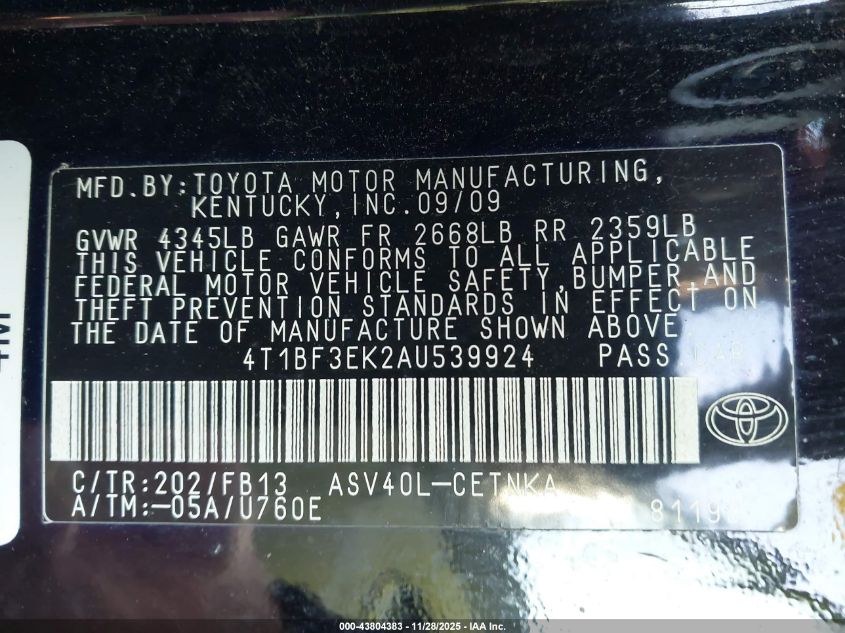 MFD.BY:TOYOTA MOTOR MANUFACTURING,
KENTUCKY,INC.09/09
GVWR 4345LB GAWR FR 2668LB RR 2359LB
THIS VEHICLE CONFORMS TO ALL APPLICABLE
FEDERAL MOTOR VEHICLE SAFETY,BUMPER,AND
THEFT PREVENTION STANDARDS IN EFFECT ON
THE DATE OF MANUFACTURE SHOWN ABOVE.
4T1BF3EK2AU539924 PASS.CAR
C/TR:202/FB13 ASV40L-CETNKA
A/TM:-05A/U760E 8119
000-43804383 - 11/28/2025 - IAA Inc.